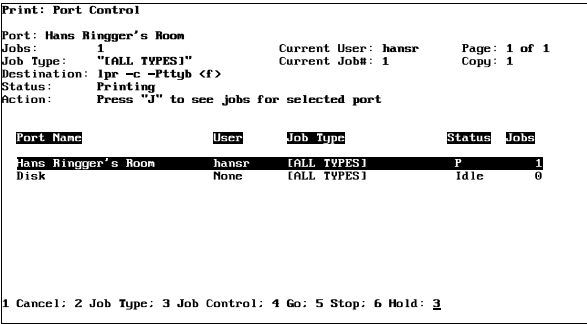 Print: Port Control
Port: Hans Ringger's Room
Jobs: 1 Current User: hansr Page: 1 of 1
Job Type: "[ALL TYPES]" Current Job#: 1 Copy: 1
Destination: lpr -c -Pttyb <f>
Status: Printing
Action: Press "J" to see jobs for selected port
Port Name User Job Type Status Jobs
Hans Ringger's Room hansr [ALL TYPES] P 1
Disk None [ALL TYPES] Idle 0
1 Cancel; 2 Job Type; 3 Job Control; 4 Go; 5 Stop; 6 Hold: 3